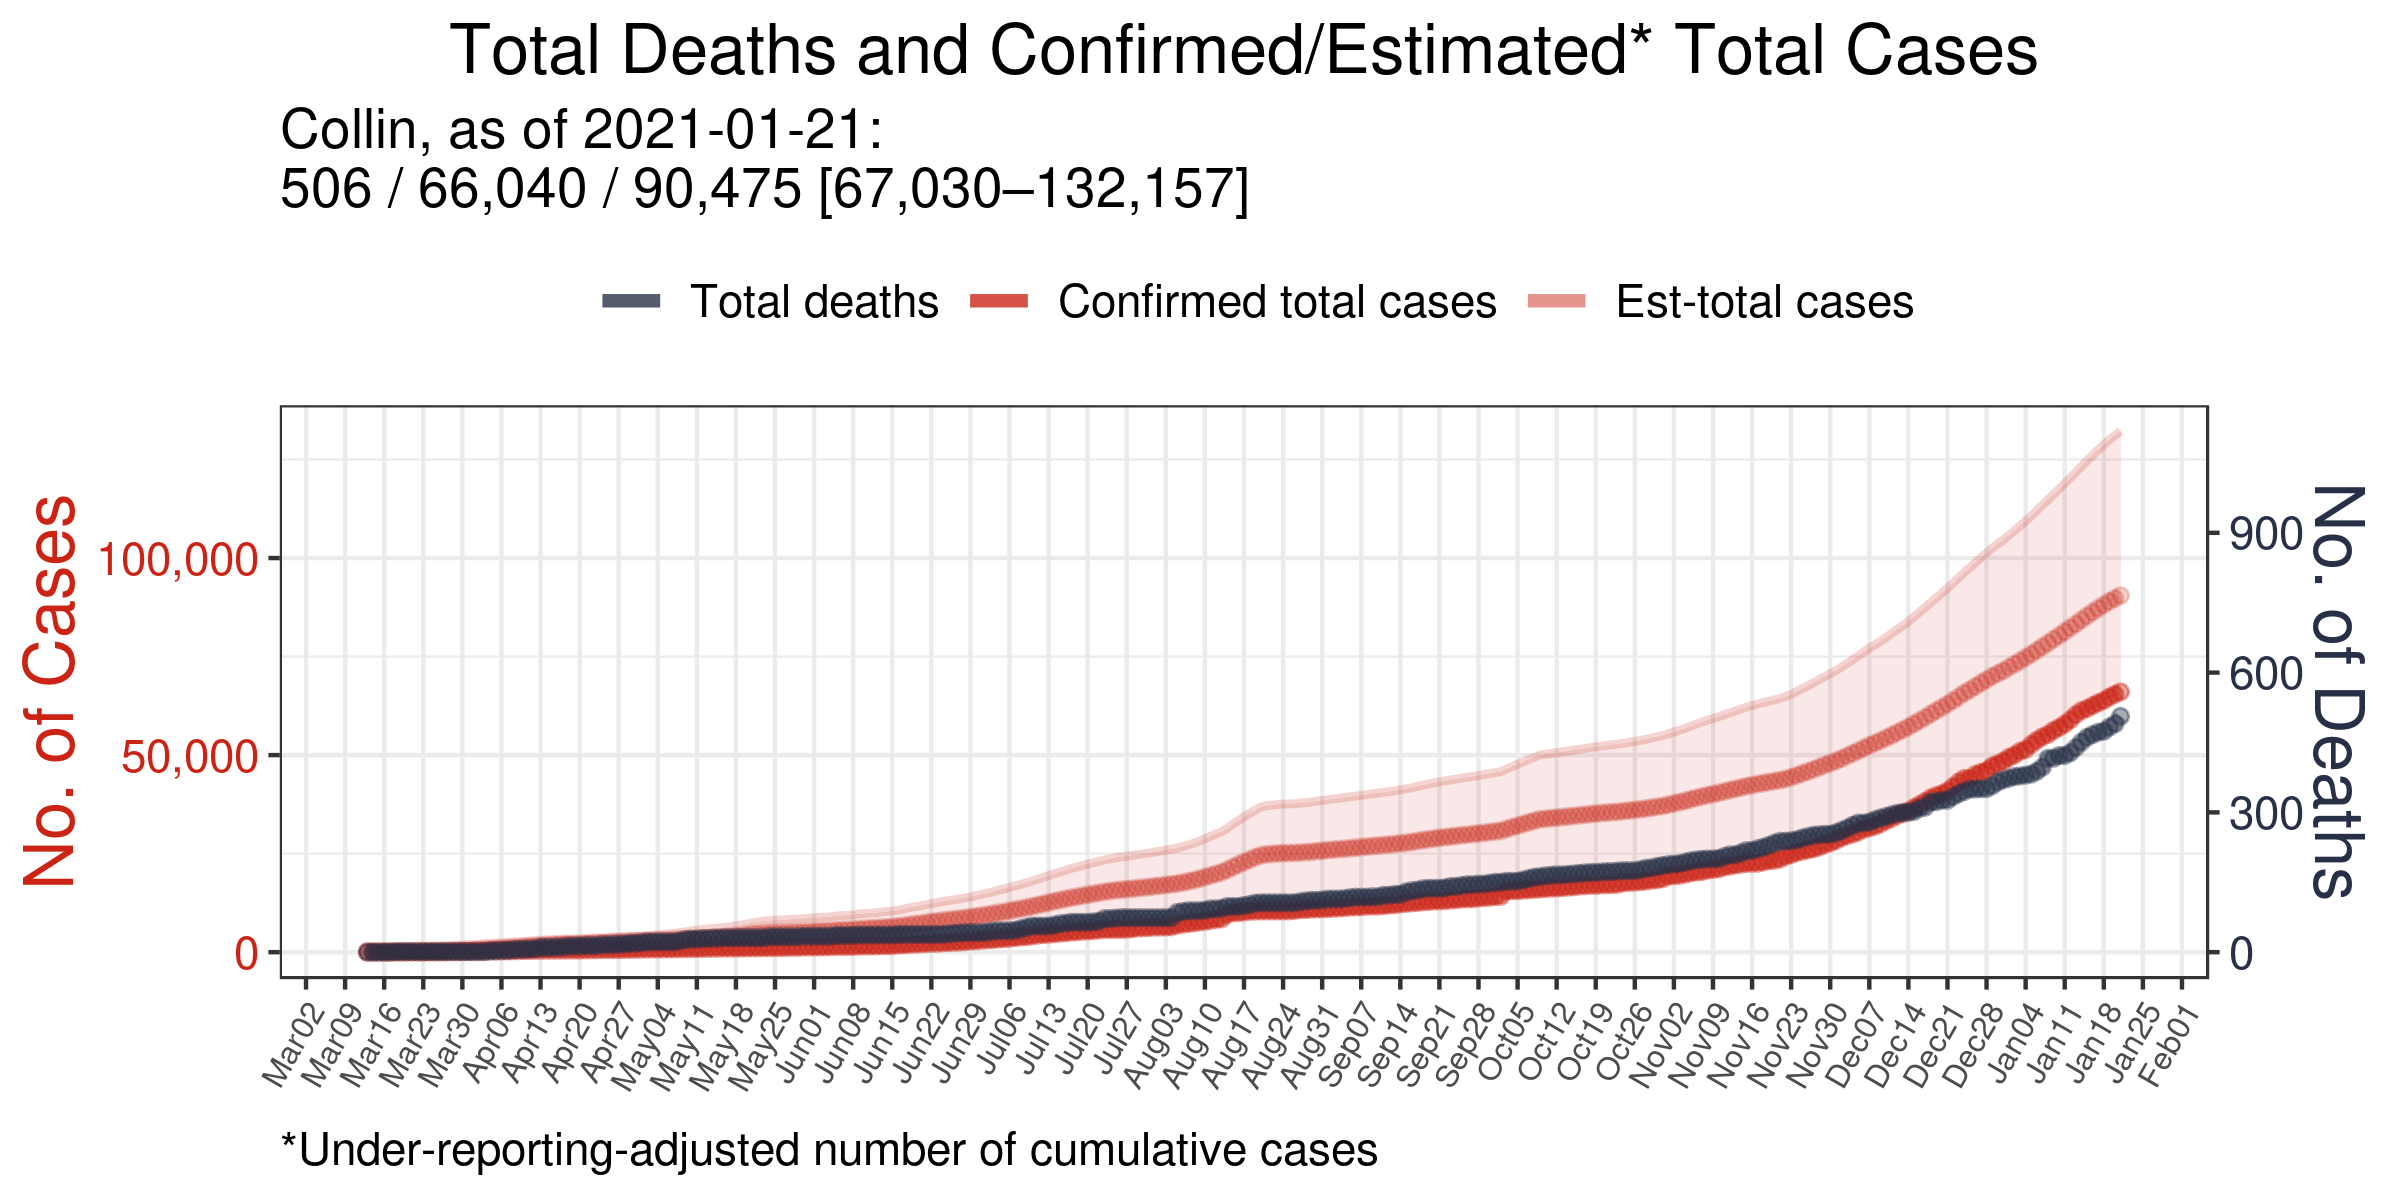 Total Deaths and Confirmed/Estimated* Total Cases
Collin, as of 2021-01-21:
506 / 66,040 / 90,475 [67,030–132,157]
Total deaths
Confirmed total cases
Est-total cases
No. of Cases
100,000
50,000
0
No. of Deaths
900
600
300
0
Mar02
Mar09
Mar16
Mar23
Mar30
Apr06
Apr13
Apr20
Apr27
May04
May11
May18
May25
Jun01
Jun08
Jun15
Jun22
Jun29
Jul06
Jul13
Jul20
Jul27
Aug03
Aug10
Aug17
Aug24
Aug31
Sep07
Sep14
Sep21
Sep28
Oct05
Oct12
Oct19
Oct26
Nov02
Nov09
Nov16
Nov23
Nov30
Dec07
Dec14
Dec21
Dec28
Jan04
Jan11
Jan18
Jan25
Feb01
*Under-reporting-adjusted number of cumulative cases